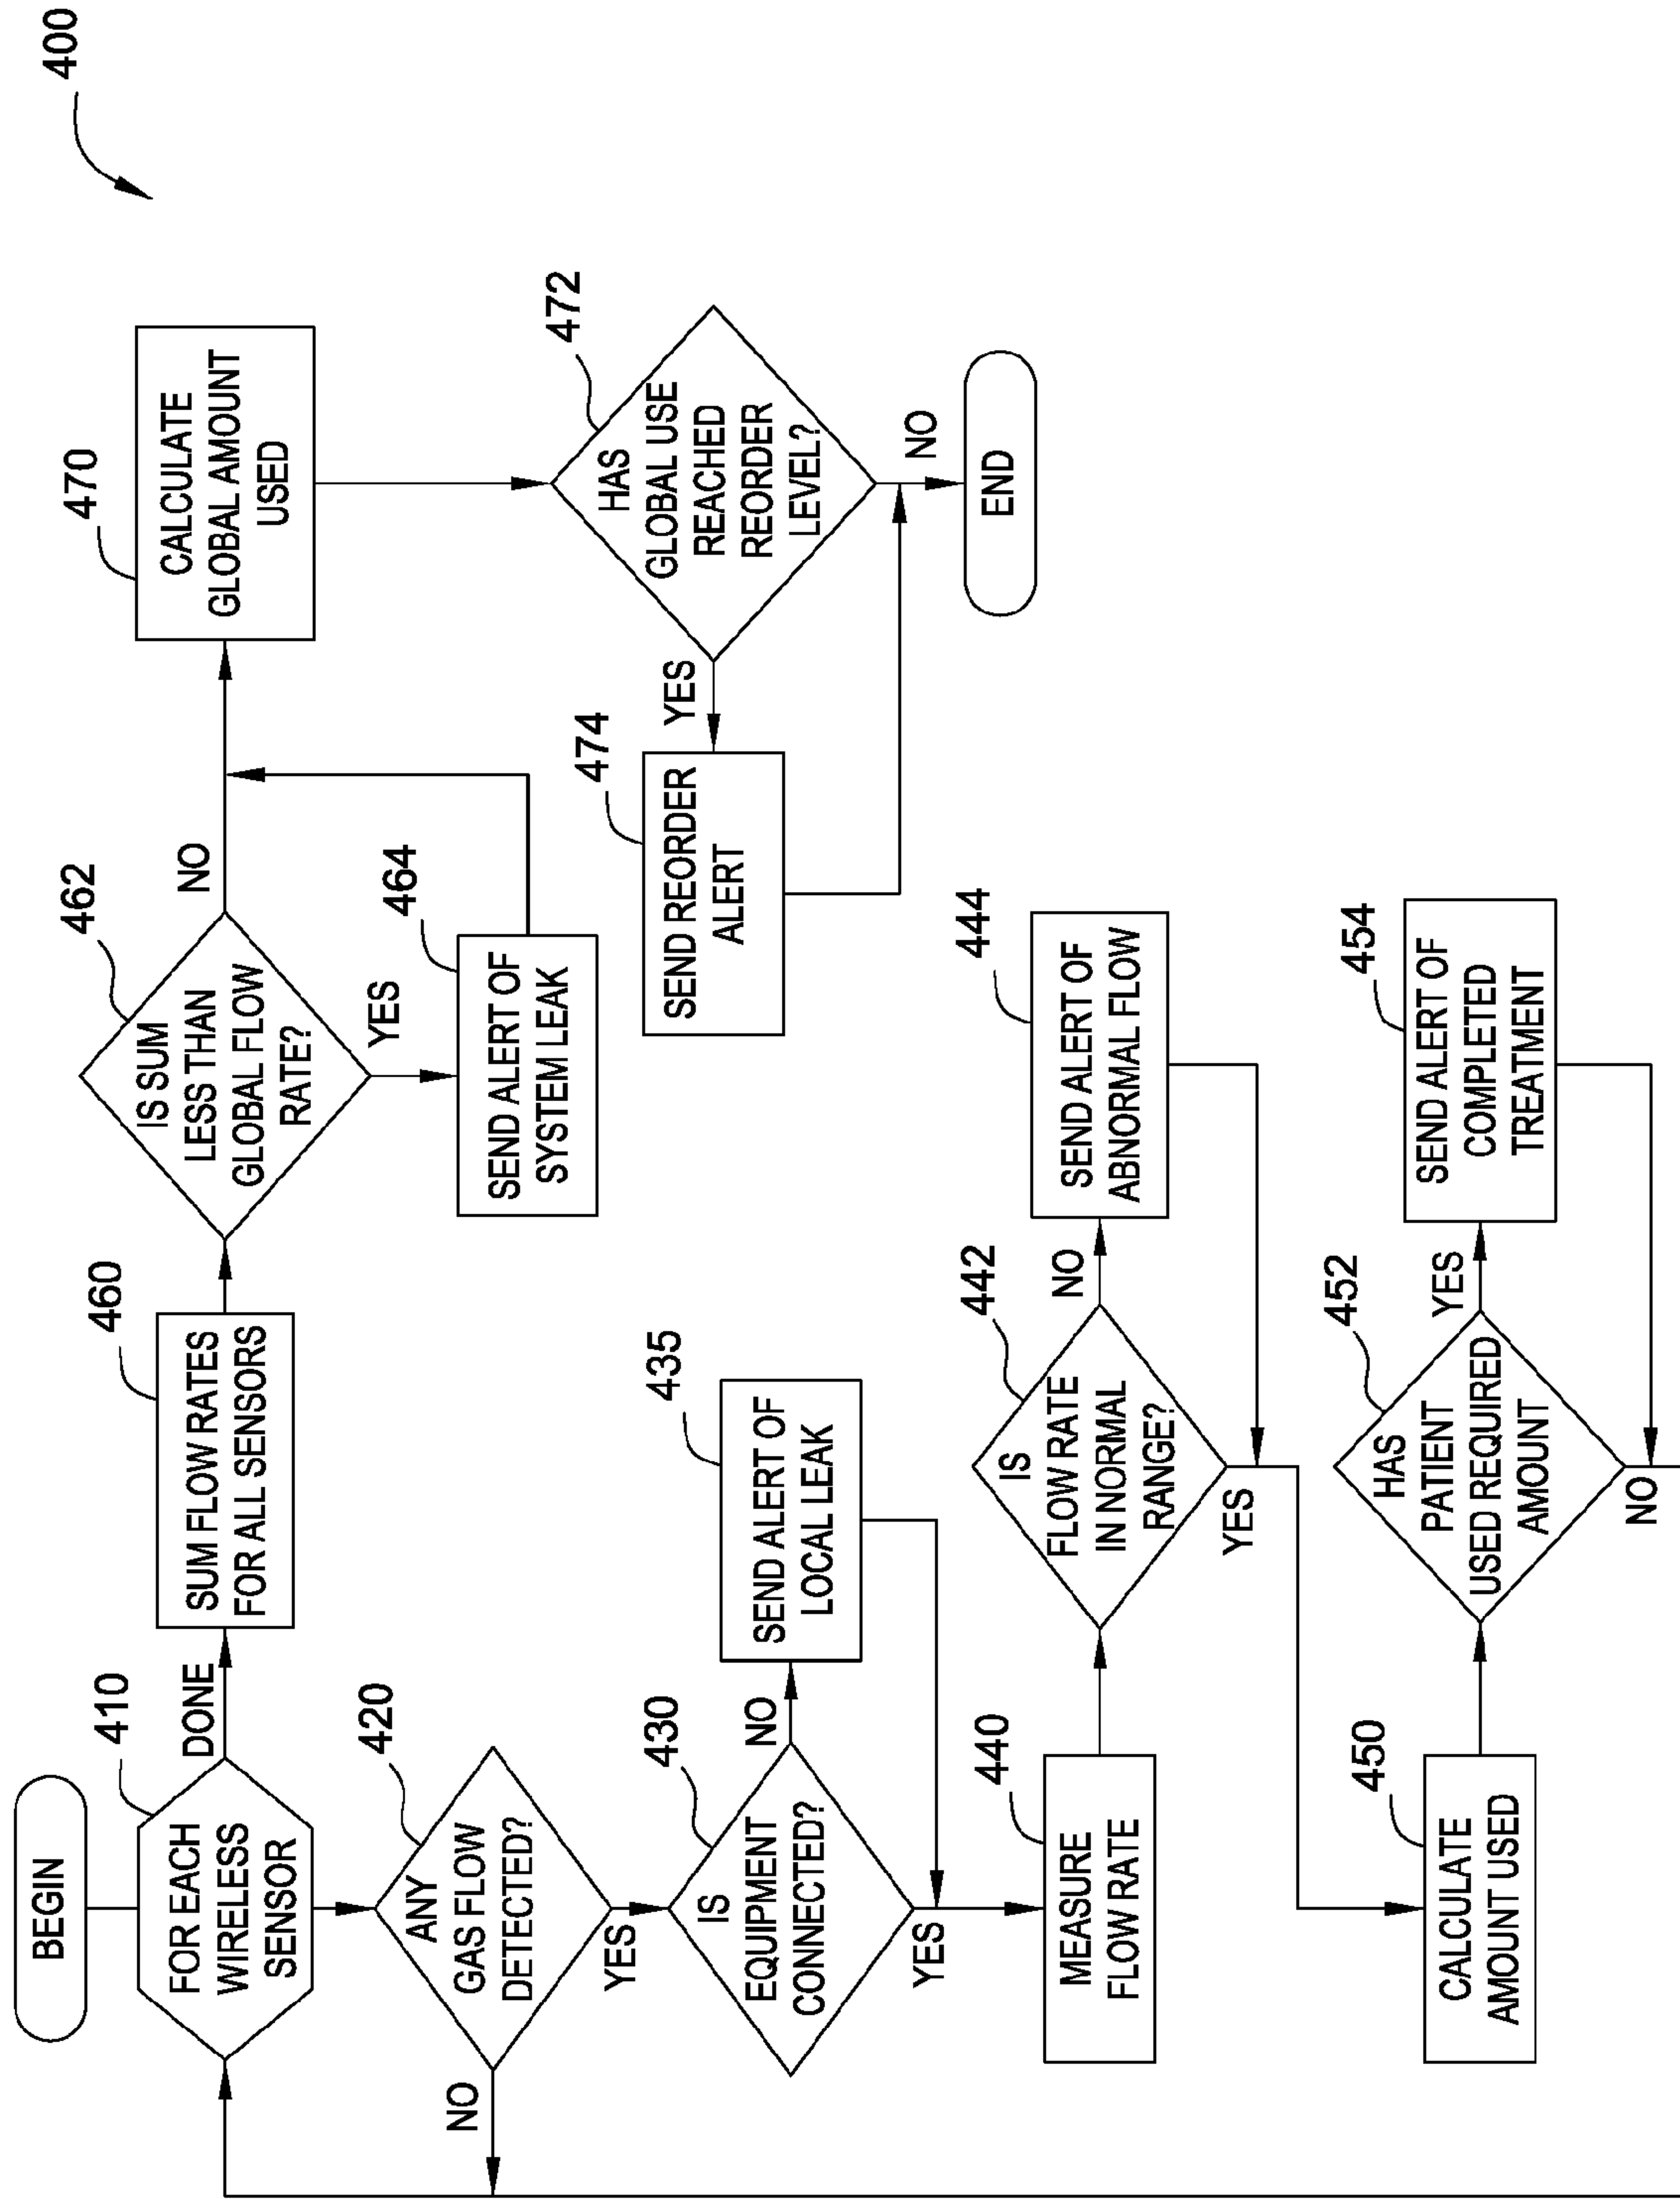 400
BEGIN
410
FOR EACH
WIRELESS
SENSOR
DONE
460
SUM FLOW RATES
FOR ALL SENSORS
462
IS SUM
LESS THAN
GLOBAL FLOW
RATE?
NO
YES
464
SEND ALERT OF
SYSTEM LEAK
470
CALCULATE
GLOBAL AMOUNT
USED
472
HAS
GLOBAL USE
REACHED
REORDER
LEVEL?
YES
NO
474
SEND REORDER
ALERT
END
420
ANY
GAS FLOW
DETECTED?
NO
YES
430
IS
EQUIPMENT
CONNECTED?
NO
YES
435
SEND ALERT OF
LOCAL LEAK
440
MEASURE
FLOW RATE
442
IS
FLOW RATE
IN NORMAL
RANGE?
NO
YES
444
SEND ALERT OF
ABNORMAL FLOW
450
CALCULATE
AMOUNT USED
452
HAS
PATIENT
USED REQUIRED
AMOUNT
YES
NO
454
SEND ALERT OF
COMPLETED
TREATMENT